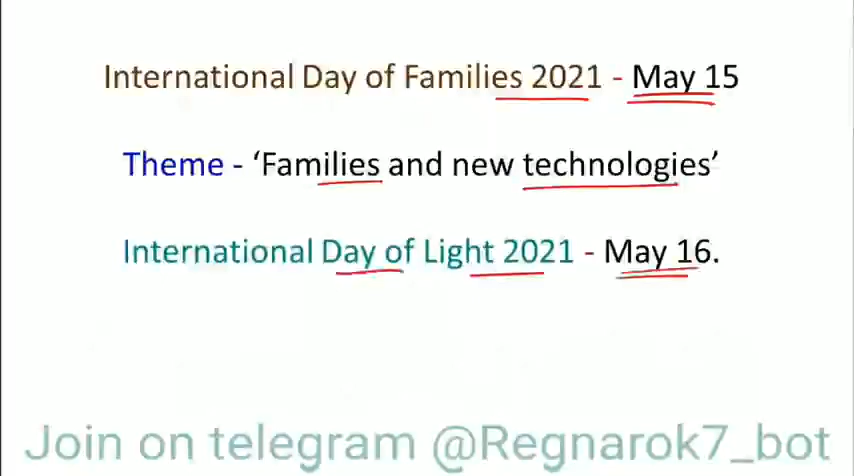 International Day of Families 2021 - May 15
Theme - ‘Families and new technologies’
International Day of Light 2021 - May 16.
Join on telegram @Regnarok7_bot